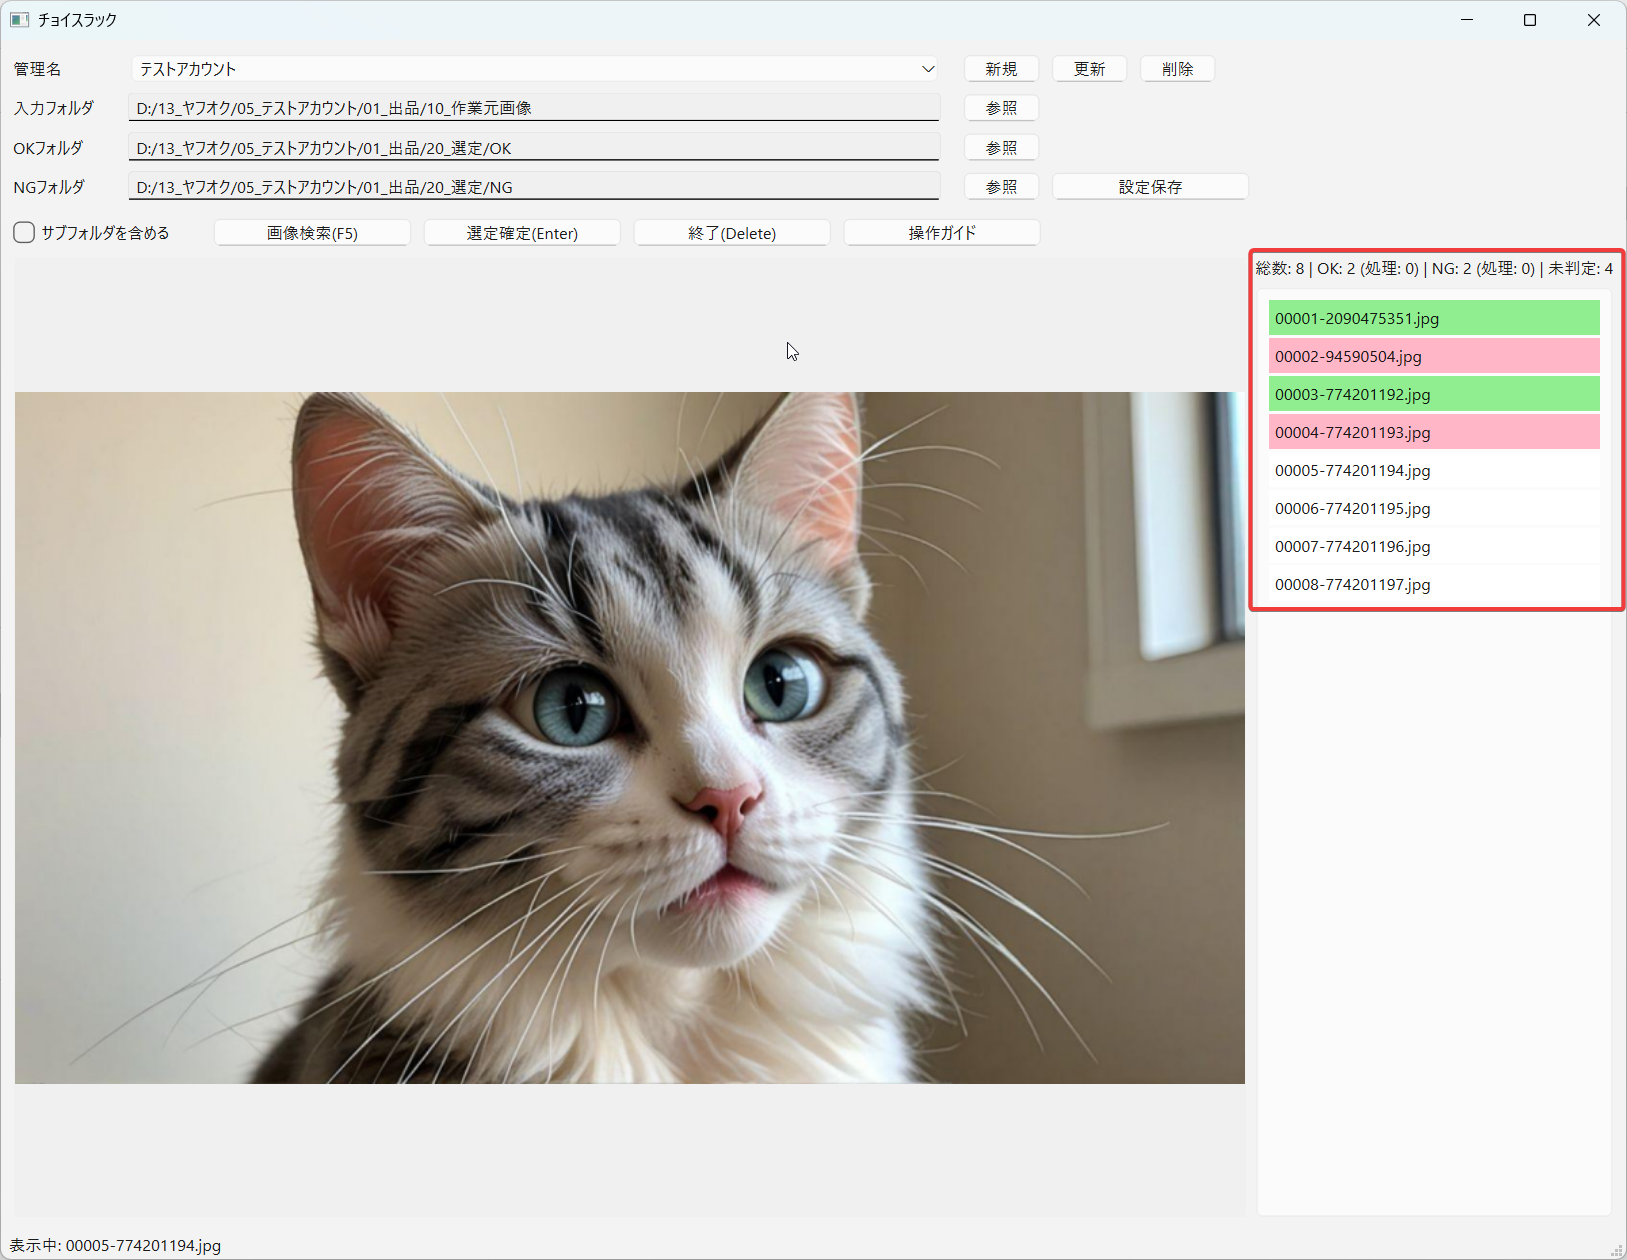 チョイスラック
管理名 テストアカウント 新規 更新 削除
入力フォルダ D:/13_ヤフオク/05_テストアカウント/01_出品/10_作業元画像 参照
OKフォルダ D:/13_ヤフオク/05_テストアカウント/01_出品/20_選定/OK 参照
NGフォルダ D:/13_ヤフオク/05_テストアカウント/01_出品/20_選定/NG 参照 設定保存
サブフォルダを含める 画像検索(F5) 選定確定(Enter) 終了(Delete) 操作ガイド
総数: 8 | OK: 2 (処理: 0) | NG: 2 (処理: 0) | 未判定: 4
00001-2090475351.jpg
00002-94590504.jpg
00003-774201192.jpg
00004-774201193.jpg
00005-774201194.jpg
00006-774201195.jpg
00007-774201196.jpg
00008-774201197.jpg
表示中: 00005-774201194.jpg